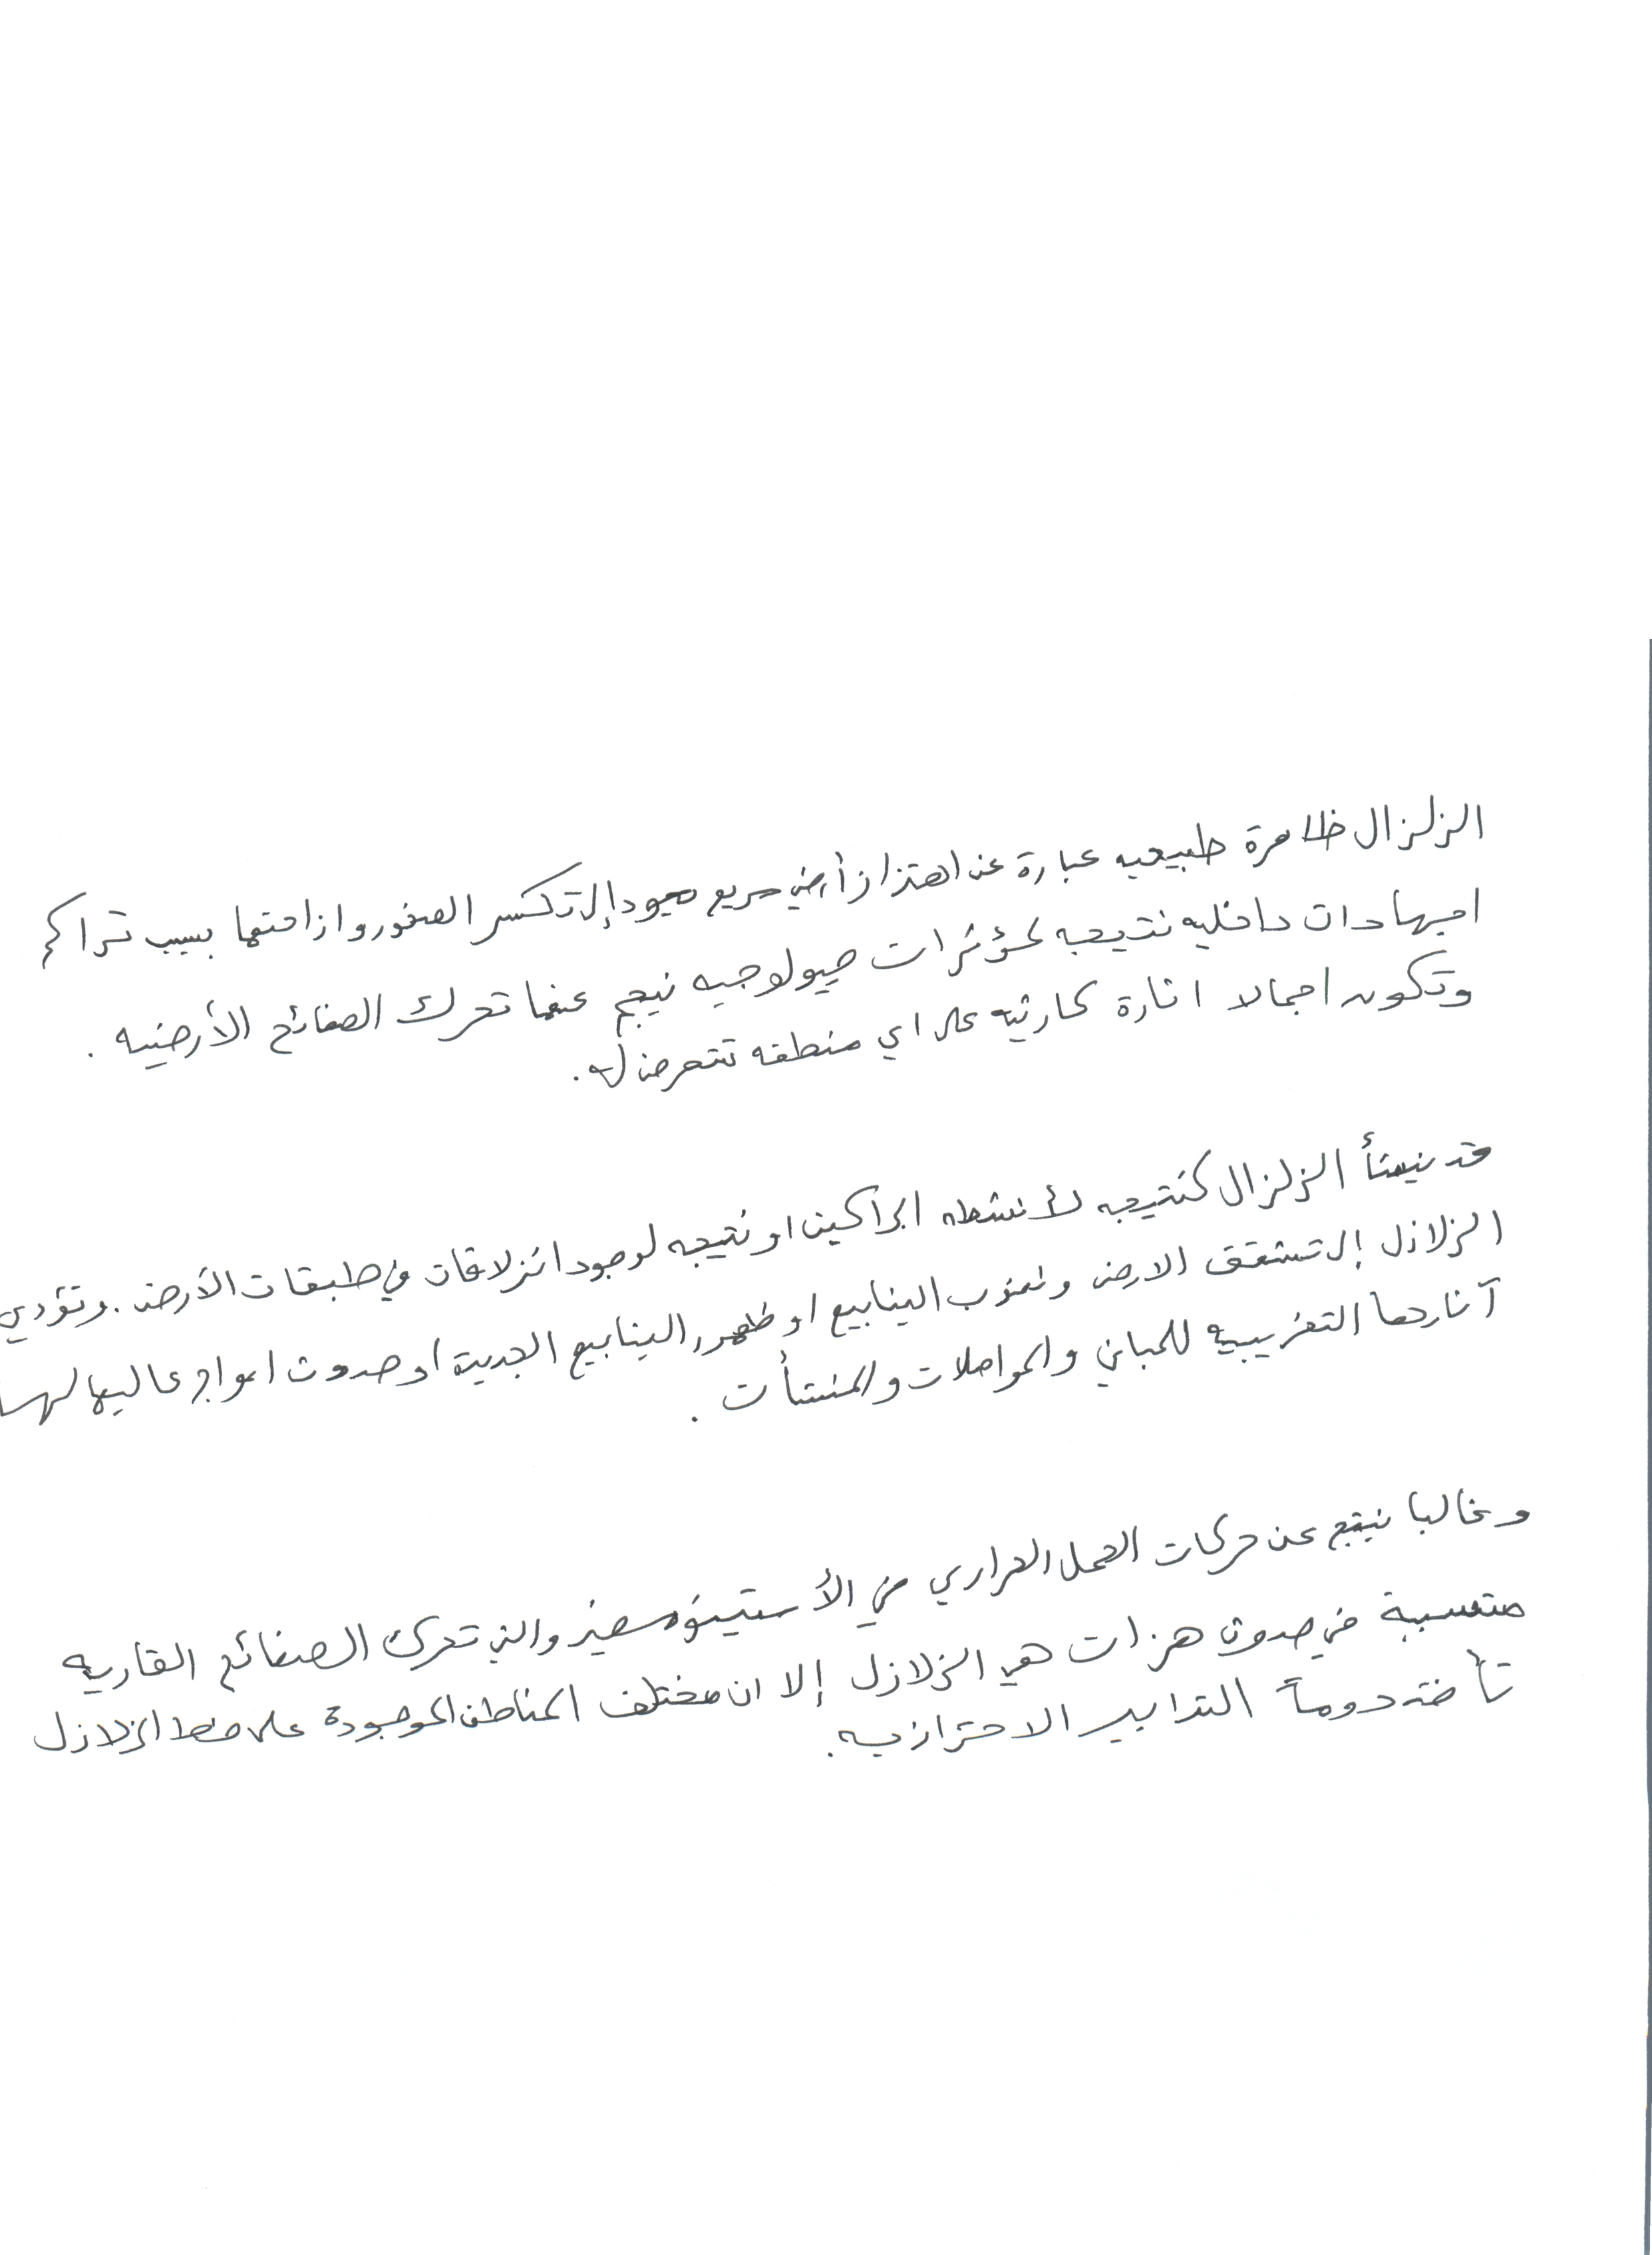 الزلزال ظاهرة طبيعيه عبارة عن اهتزاز أرضي سريع يعود إلى تكسر الصخور وازاحتها بسبب تراكم
اجهادات داخليه نتيجه لمؤثرات جيولوجيه ينجم عنها تحرك الصفائح الأرضيه .
وتكون اجمالا اثارة كارثيه على اي منطقه تتعرض له .
قد ينشأ الزلزال كنتيجه لأنشطه البراكين او نتيجه لوجود انزلاقات في طبقات الأرض . وتؤدي
الزلازل إلى تشقق الارض ونضوب الينابيع او ظهور الينابيع الجديدة او حدوث امواج عاليها لها
آثارها التخريبيه للمباني والمواصلات والمنشأت .
وغالبا ينتج عن حركات الحمل الحراري في الأستينوسفير والتي تحرك الصفائح القاريه
متسببة في حدوث هزات هي الزلازل إلا ان مختلف المناطق الموجودة على خط الزلازل
تأخذ دوماً التدابير الاحترازيه .